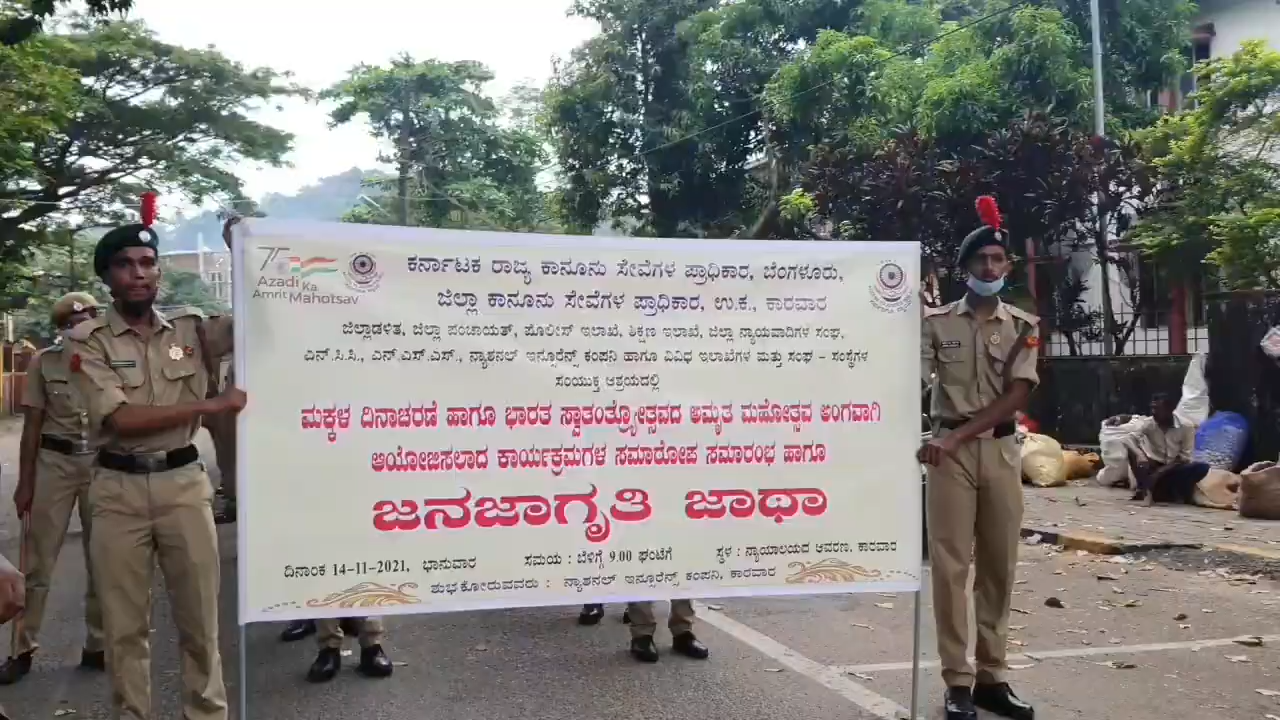 75
Azadi Ka
Amrit Mahotsav
ಕರ್ನಾಟಕ ರಾಜ್ಯ ಕಾನೂನು ಸೇವೆಗಳ ಪ್ರಾಧಿಕಾರ, ಬೆಂಗಳೂರು,
ಜಿಲ್ಲಾ ಕಾನೂನು ಸೇವೆಗಳ ಪ್ರಾಧಿಕಾರ, ಉ.ಕ., ಕಾರವಾರ
ಜಿಲ್ಲಾಡಳಿತ, ಜಿಲ್ಲಾ ಪಂಚಾಯತ್, ಪೊಲೀಸ್ ಇಲಾಖೆ, ಶಿಕ್ಷಣ ಇಲಾಖೆ, ಜಿಲ್ಲಾ ನ್ಯಾಯವಾದಿಗಳ ಸಂಘ,
ಎನ್.ಸಿ.ಸಿ., ಎನ್.ಎಸ್.ಎಸ್., ನ್ಯಾಶನಲ್ ಇನ್ಸೂರೆನ್ಸ್ ಕಂಪನಿ ಹಾಗೂ ವಿವಿಧ ಇಲಾಖೆಗಳ ಮತ್ತು ಸಂಘ - ಸಂಸ್ಥೆಗಳ
ಸಂಯುಕ್ತ ಆಶ್ರಯದಲ್ಲಿ
ಮಕ್ಕಳ ದಿನಾಚರಣೆ ಹಾಗೂ ಭಾರತ ಸ್ವಾತಂತ್ರ್ಯೋತ್ಸವದ ಅಮೃತ ಮಹೋತ್ಸವ ಅಂಗವಾಗಿ
ಆಯೋಜಿಸಲಾದ ಕಾರ್ಯಕ್ರಮಗಳ ಸಮಾರೋಪ ಸಮಾರಂಭ ಹಾಗೂ
ಜನಜಾಗೃತಿ ಜಾಥಾ
ದಿನಾಂಕ 14-11-2021, ಭಾನುವಾರ ಸಮಯ : ಬೆಳಿಗ್ಗೆ 9.00 ಘಂಟೆಗೆ ಸ್ಥಳ : ನ್ಯಾಯಾಲಯದ ಆವರಣ, ಕಾರವಾರ
ಶುಭಕೋರುವವರು : ನ್ಯಾಶನಲ್ ಇನ್ಸೂರೆನ್ಸ್ ಕಂಪನಿ, ಕಾರವಾರ